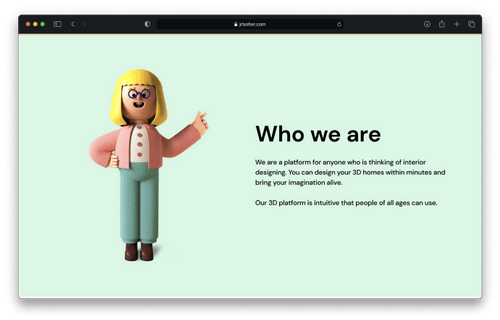 jrbolter.com
Who we are
We are a platform for anyone who is thinking of interior
designing. You can design your 3D homes within minutes and
bring your imagination alive.
Our 3D platform is intuitive that people of all ages can use.